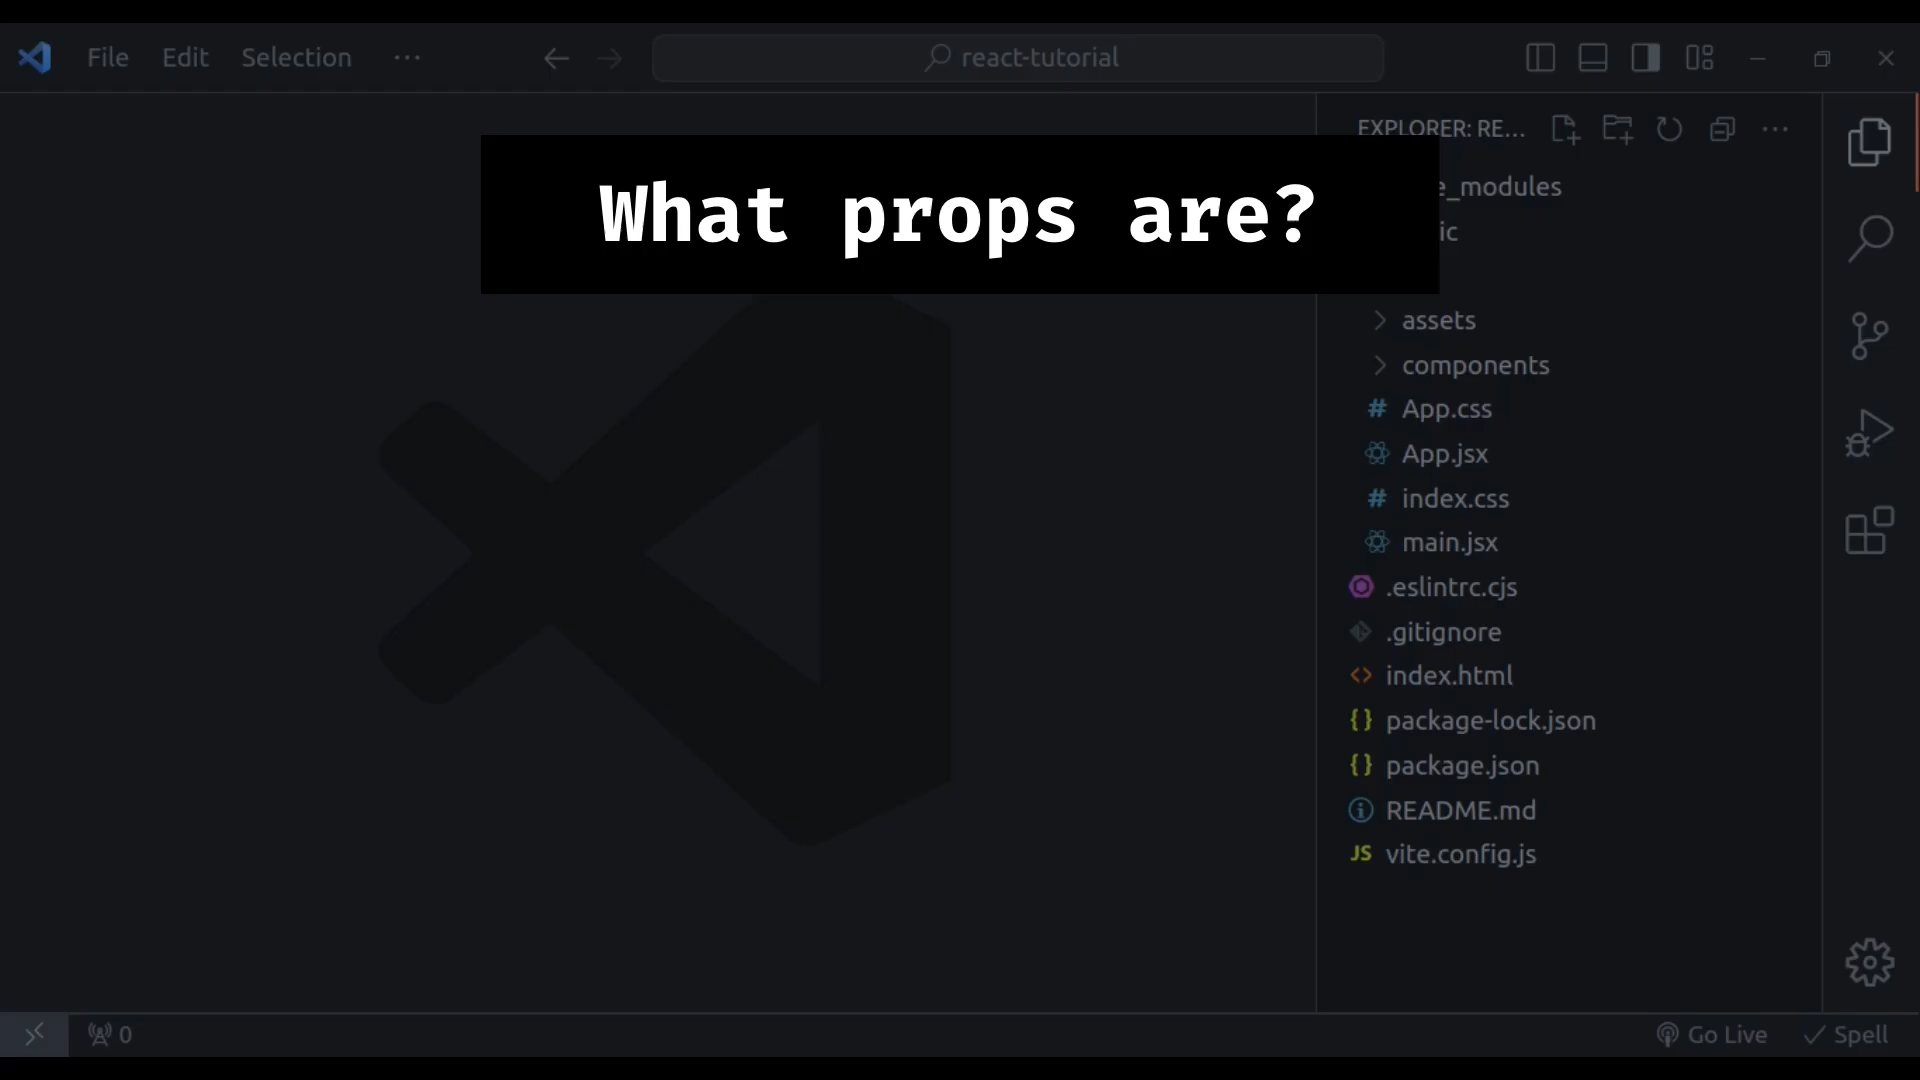 File Edit Selection ···
react-tutorial
EXPLORER: RE...
What props are?
e_modules
ic
assets
components
# App.css
App.jsx
# index.css
main.jsx
.eslintrc.cjs
.gitignore
<> index.html
{} package-lock.json
{} package.json
README.md
JS vite.config.js
0
Go Live
Spell